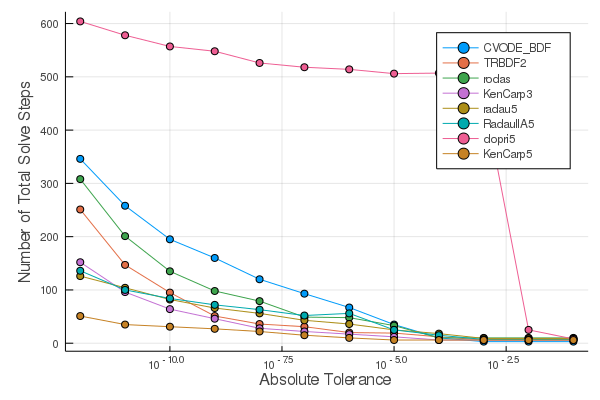 600
500
400
300
200
100
0
Number of Total Solve Steps
CVODE_BDF
TRBDF2
rodas
KenCarp3
radau5
RadauIIA5
dopri5
KenCarp5
10^-10.0 10^-7.5 10^-5.0 10^-2.5
Absolute Tolerance